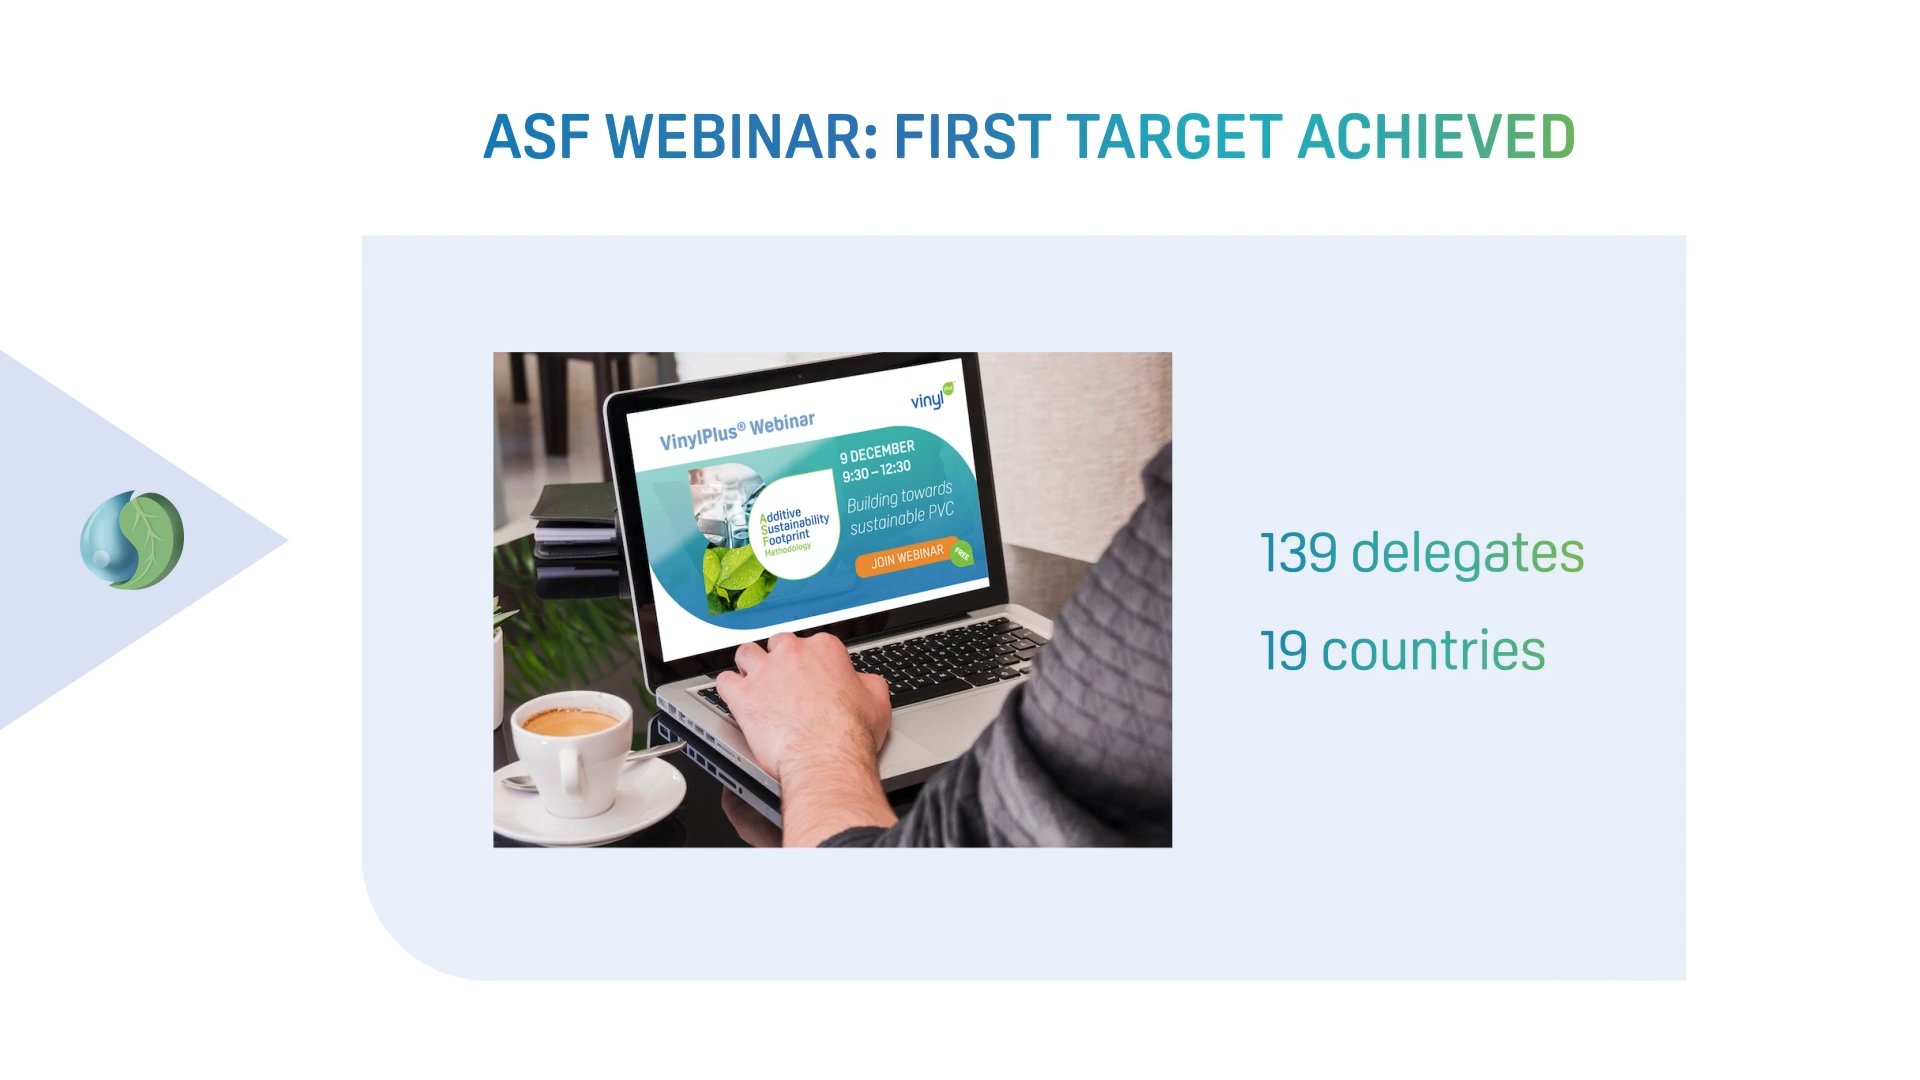 ASF WEBINAR: FIRST TARGET ACHIEVED
VinylPlus® Webinar
vinyl
plus
9 DECEMBER
9:30 – 12:30
Additive
Sustainability
Footprint
Methodology
Building towards
sustainable PVC
JOIN WEBINAR
FREE
139 delegates
19 countries